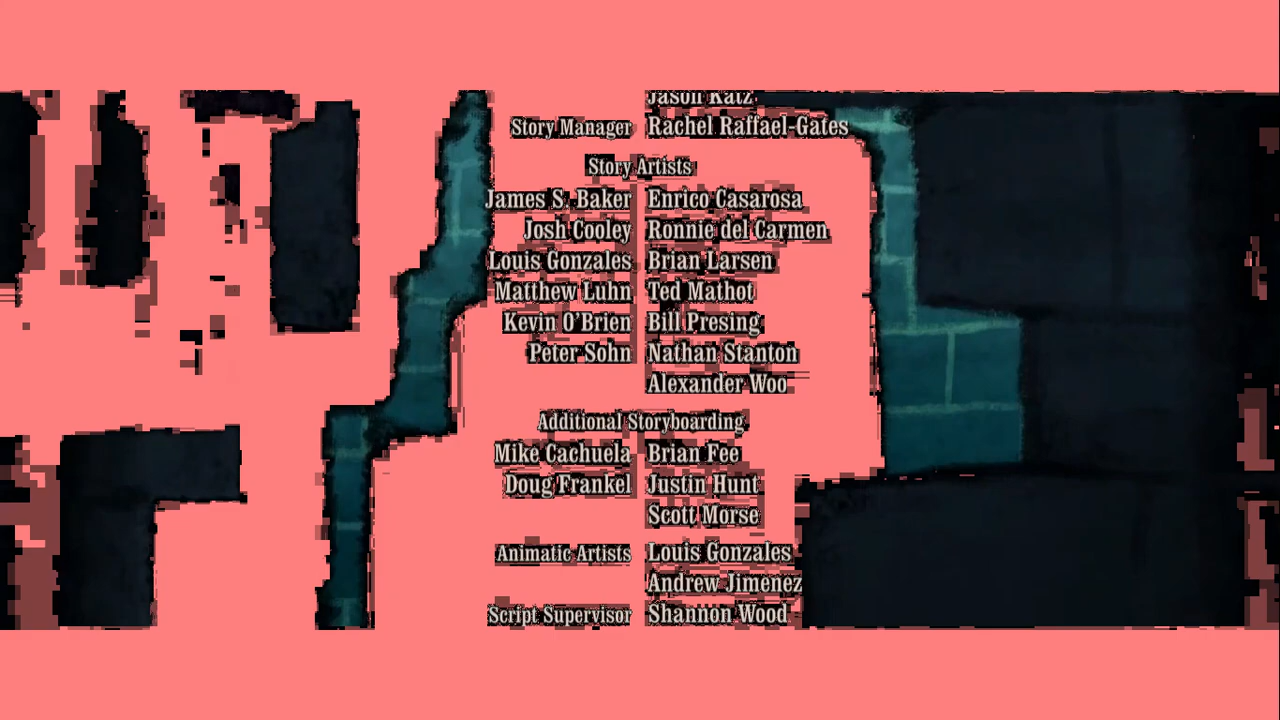 Jason Katz
Story Manager Rachel Raffael-Gates
Story Artists
James S. Baker Enrico Casarosa
Josh Cooley Ronnie del Carmen
Louis Gonzales Brian Larsen
Matthew Luhn Ted Mathot
Kevin O’Brien Bill Presing
Peter Sohn Nathan Stanton
Alexander Woo
Additional Storyboarding
Mike Cachuela Brian Fee
Doug Frankel Justin Hunt
Scott Morse
Animatic Artists Louis Gonzales
Andrew Jimenez
Script Supervisor Shannon Wood